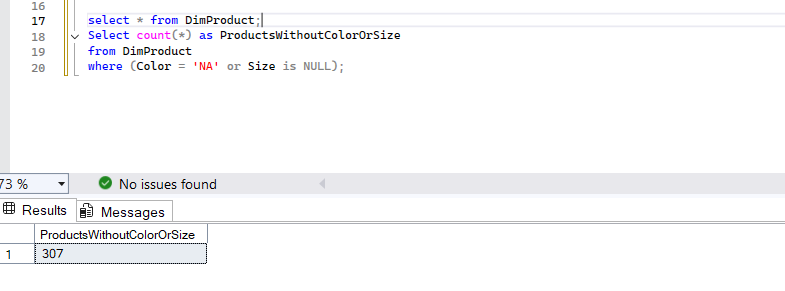 16
17 select * from DimProduct;
18 Select count(*) as ProductsWithoutColorOrSize
19 from DimProduct
20 where (Color = 'NA' or Size is NULL);
73 %
No issues found
Results Messages
ProductsWithoutColorOrSize
1 307